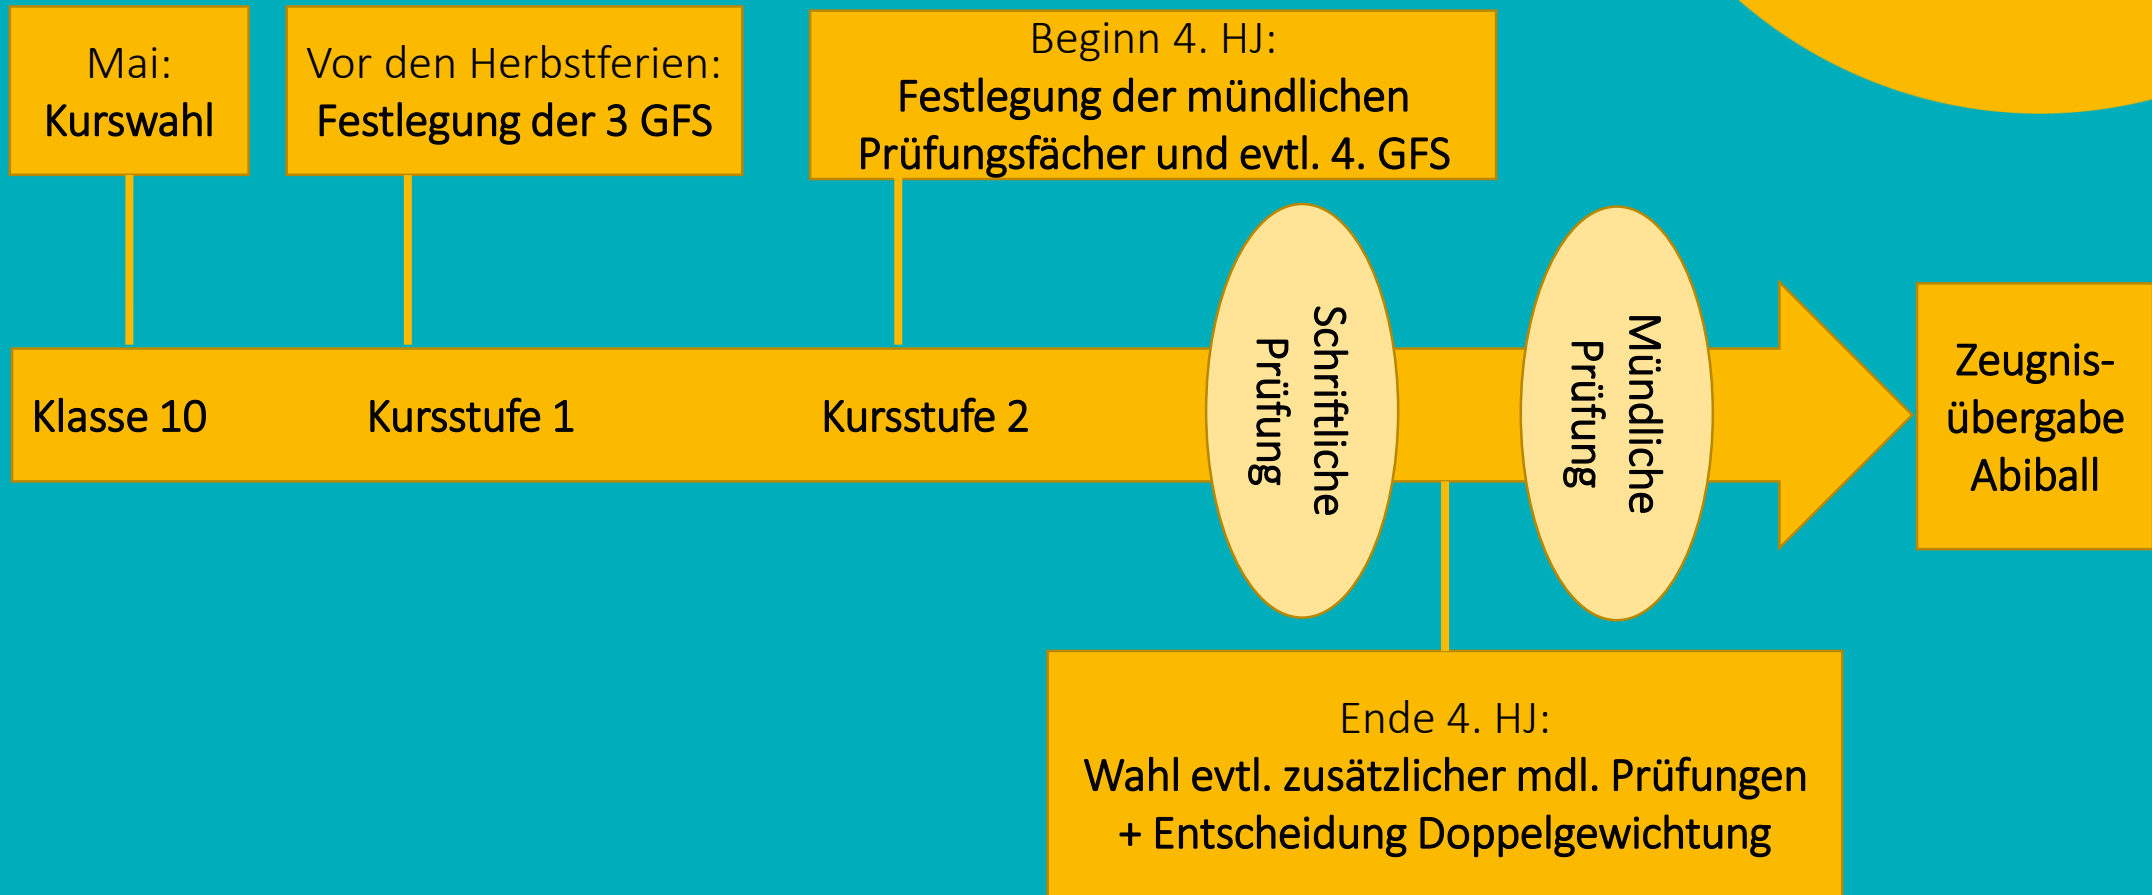 Mai:
Kurswahl
Vor den Herbstferien:
Festlegung der 3 GFS
Beginn 4. HJ:
Festlegung der mündlichen
Prüfungsfächer und evtl. 4. GFS
Klasse 10
Kursstufe 1
Kursstufe 2
Schriftliche
Prüfung
Mündliche
Prüfung
Zeugnis-
übergabe
Abiball
Ende 4. HJ:
Wahl evtl. zusätzlicher mdl. Prüfungen
+ Entscheidung Doppelgewichtung